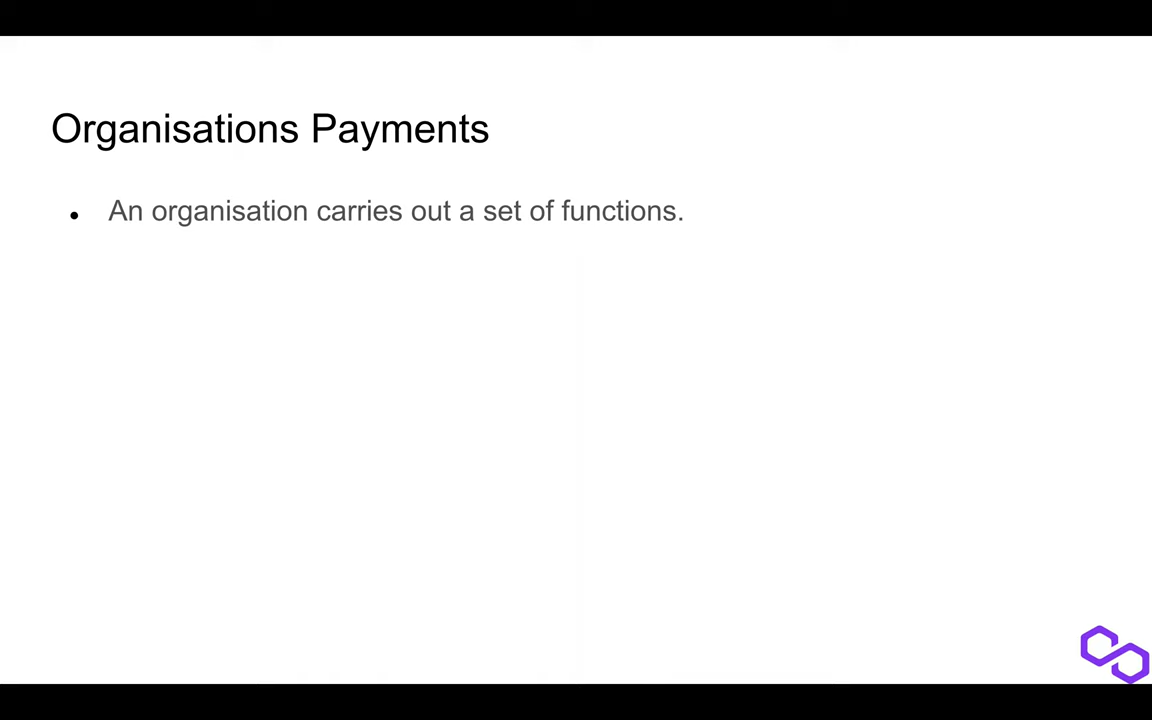 Organisations Payments
• An organisation carries out a set of functions.